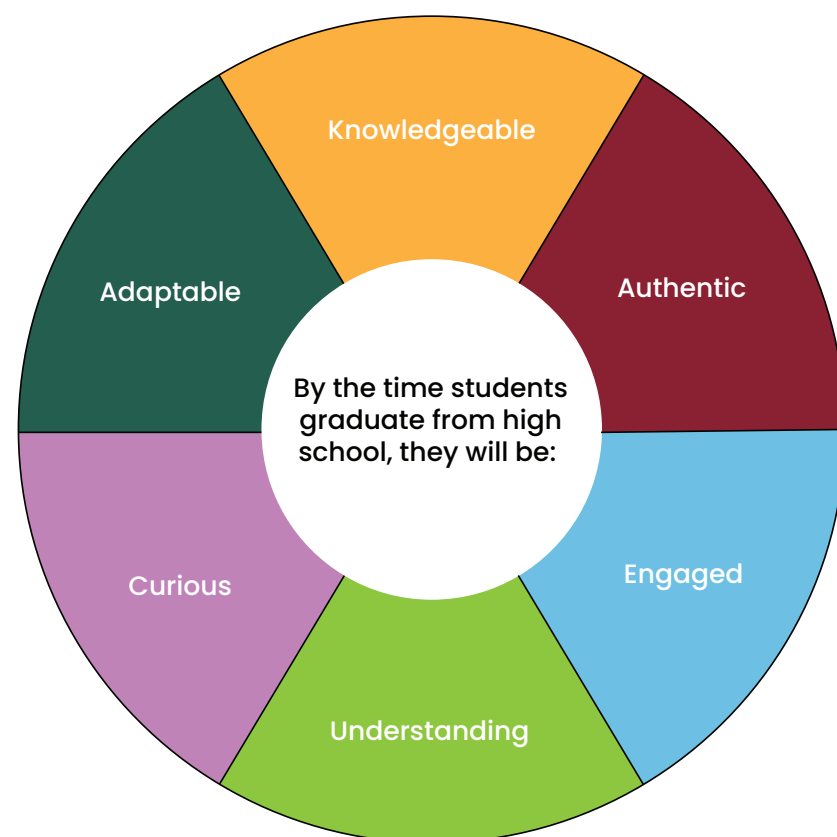 Knowledgeable
Authentic
Adaptable
By the time students
graduate from high
school, they will be:
Engaged
Curious
Understanding